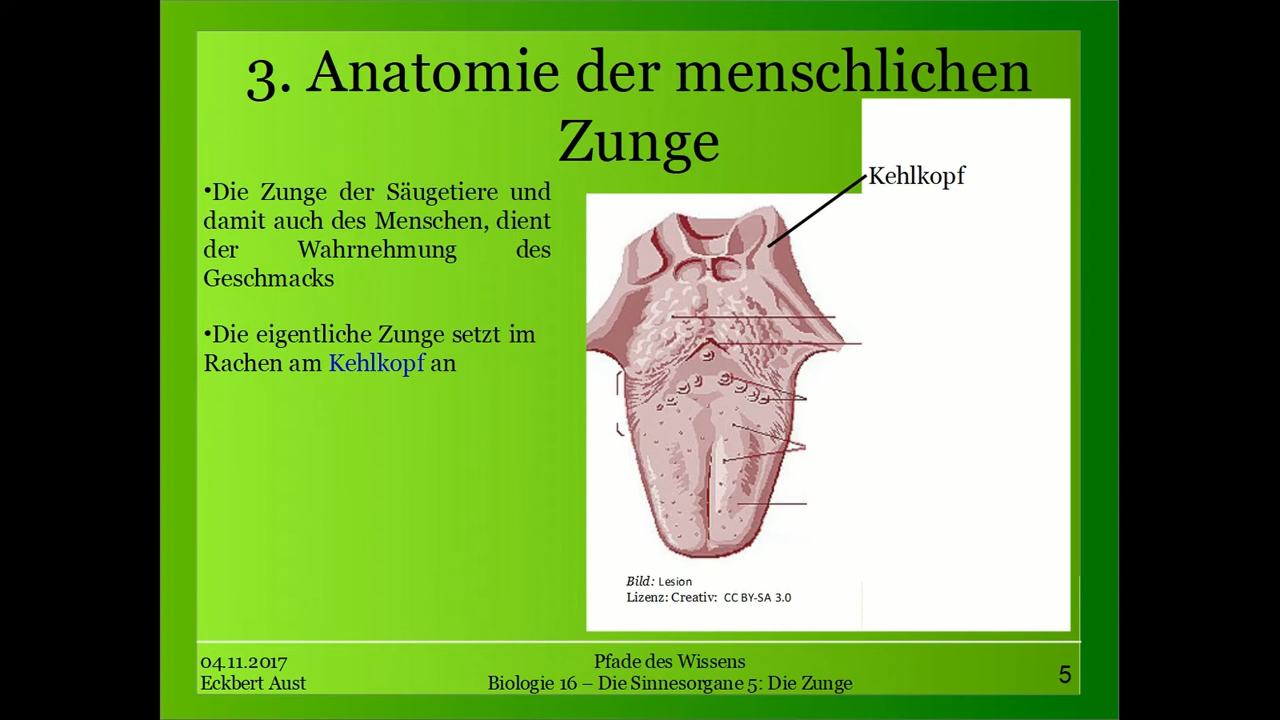 3. Anatomie der menschlichen
Zunge
•Die Zunge der Säugetiere und
damit auch des Menschen, dient
der Wahrnehmung des
Geschmacks
•Die eigentliche Zunge setzt im
Rachen am Kehlkopf an
Kehlkopf
Bild: Lesion
Lizenz: Creativ: CC BY-SA 3.0
04.11.2017
Eckbert Aust
Pfade des Wissens
Biologie 16 – Die Sinnesorgane 5: Die Zunge
5